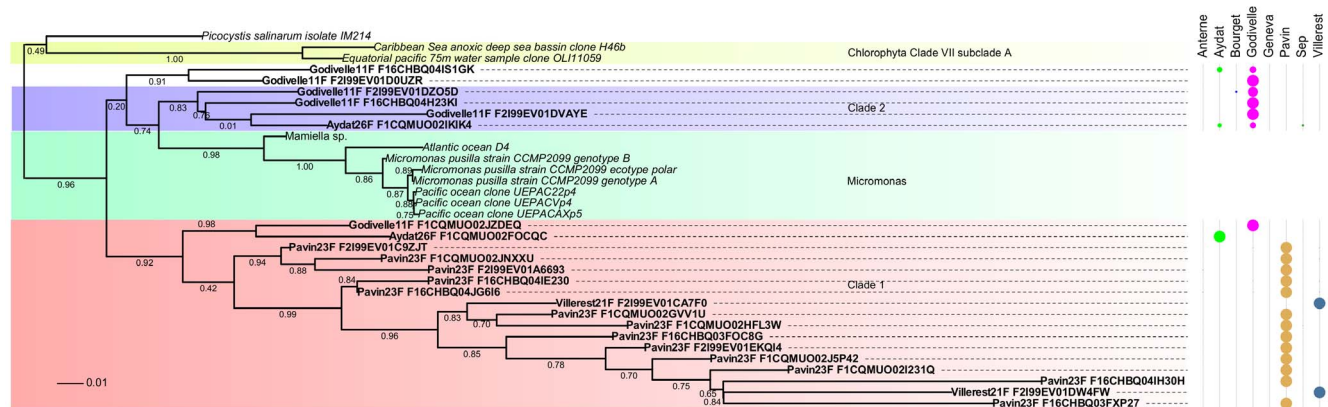 Anterne
Aydat
Bourget
Godivelle
Geneva
Pavin
Sep
Villerest
Picocystis salinarum isolate IM214
0.49
Caribbean Sea anoxic deep sea bassin clone H46b
Chlorophyta Clade VII subclade A
1.00
Equatorial pacific 75m water sample clone OLI11059
Godivelle11F F16CHBQ04IS1GK
0.91
Godivelle11F F2I99EV01D0UZR
0.20
Godivelle11F F2I99EV01DZO5D
0.83
Godivelle11F F16CHBQ04H23KI
Clade 2
Godivelle11F F2I99EV01DVAYE
0.74
0.01
Aydat26F F1CQMUO02IKIK4
Mamiella sp.
0.98
Atlantic ocean D4
1.00
Micromonas pusilla strain CCMP2099 genotype B
0.86
0.89
Micromonas pusilla strain CCMP2099 ecotype polar
0.96
Micromonas pusilla strain CCMP2099 genotype A
Micromonas
0.87
Pacific ocean clone UEPAC22p4
0.88
Pacific ocean clone UEPACVp4
0.75
Pacific ocean clone UEPACAXp5
0.98
Godivelle11F F1CQMUO02JZDEQ
Aydat26F F1CQMUO02FOCQC
0.92
Pavin23F F2I99EV01C9ZJT
0.94
Pavin23F F1CQMUO02JNXXU
0.88
Pavin23F F2I99EV01A6693
0.42
0.84
Pavin23F F16CHBQ04IE230
Clade 1
Pavin23F F16CHBQ04JG6I6
0.99
Villerest21F F2I99EV01CA7F0
0.83
Pavin23F F1CQMUO02GVV1U
0.70
Pavin23F F1CQMUO02HFL3W
0.96
Pavin23F F16CHBQ03FOC8G
0.85
Pavin23F F2I99EV01EKQI4
0.78
Pavin23F F1CQMUO02J5P42
0.70
Pavin23F F1CQMUO02I231Q
0.75
Pavin23F F16CHBQ04IH30H
0.65
Villerest21F F2I99EV01DW4FW
0.84
Pavin23F F16CHBQ03FXP27
0.01